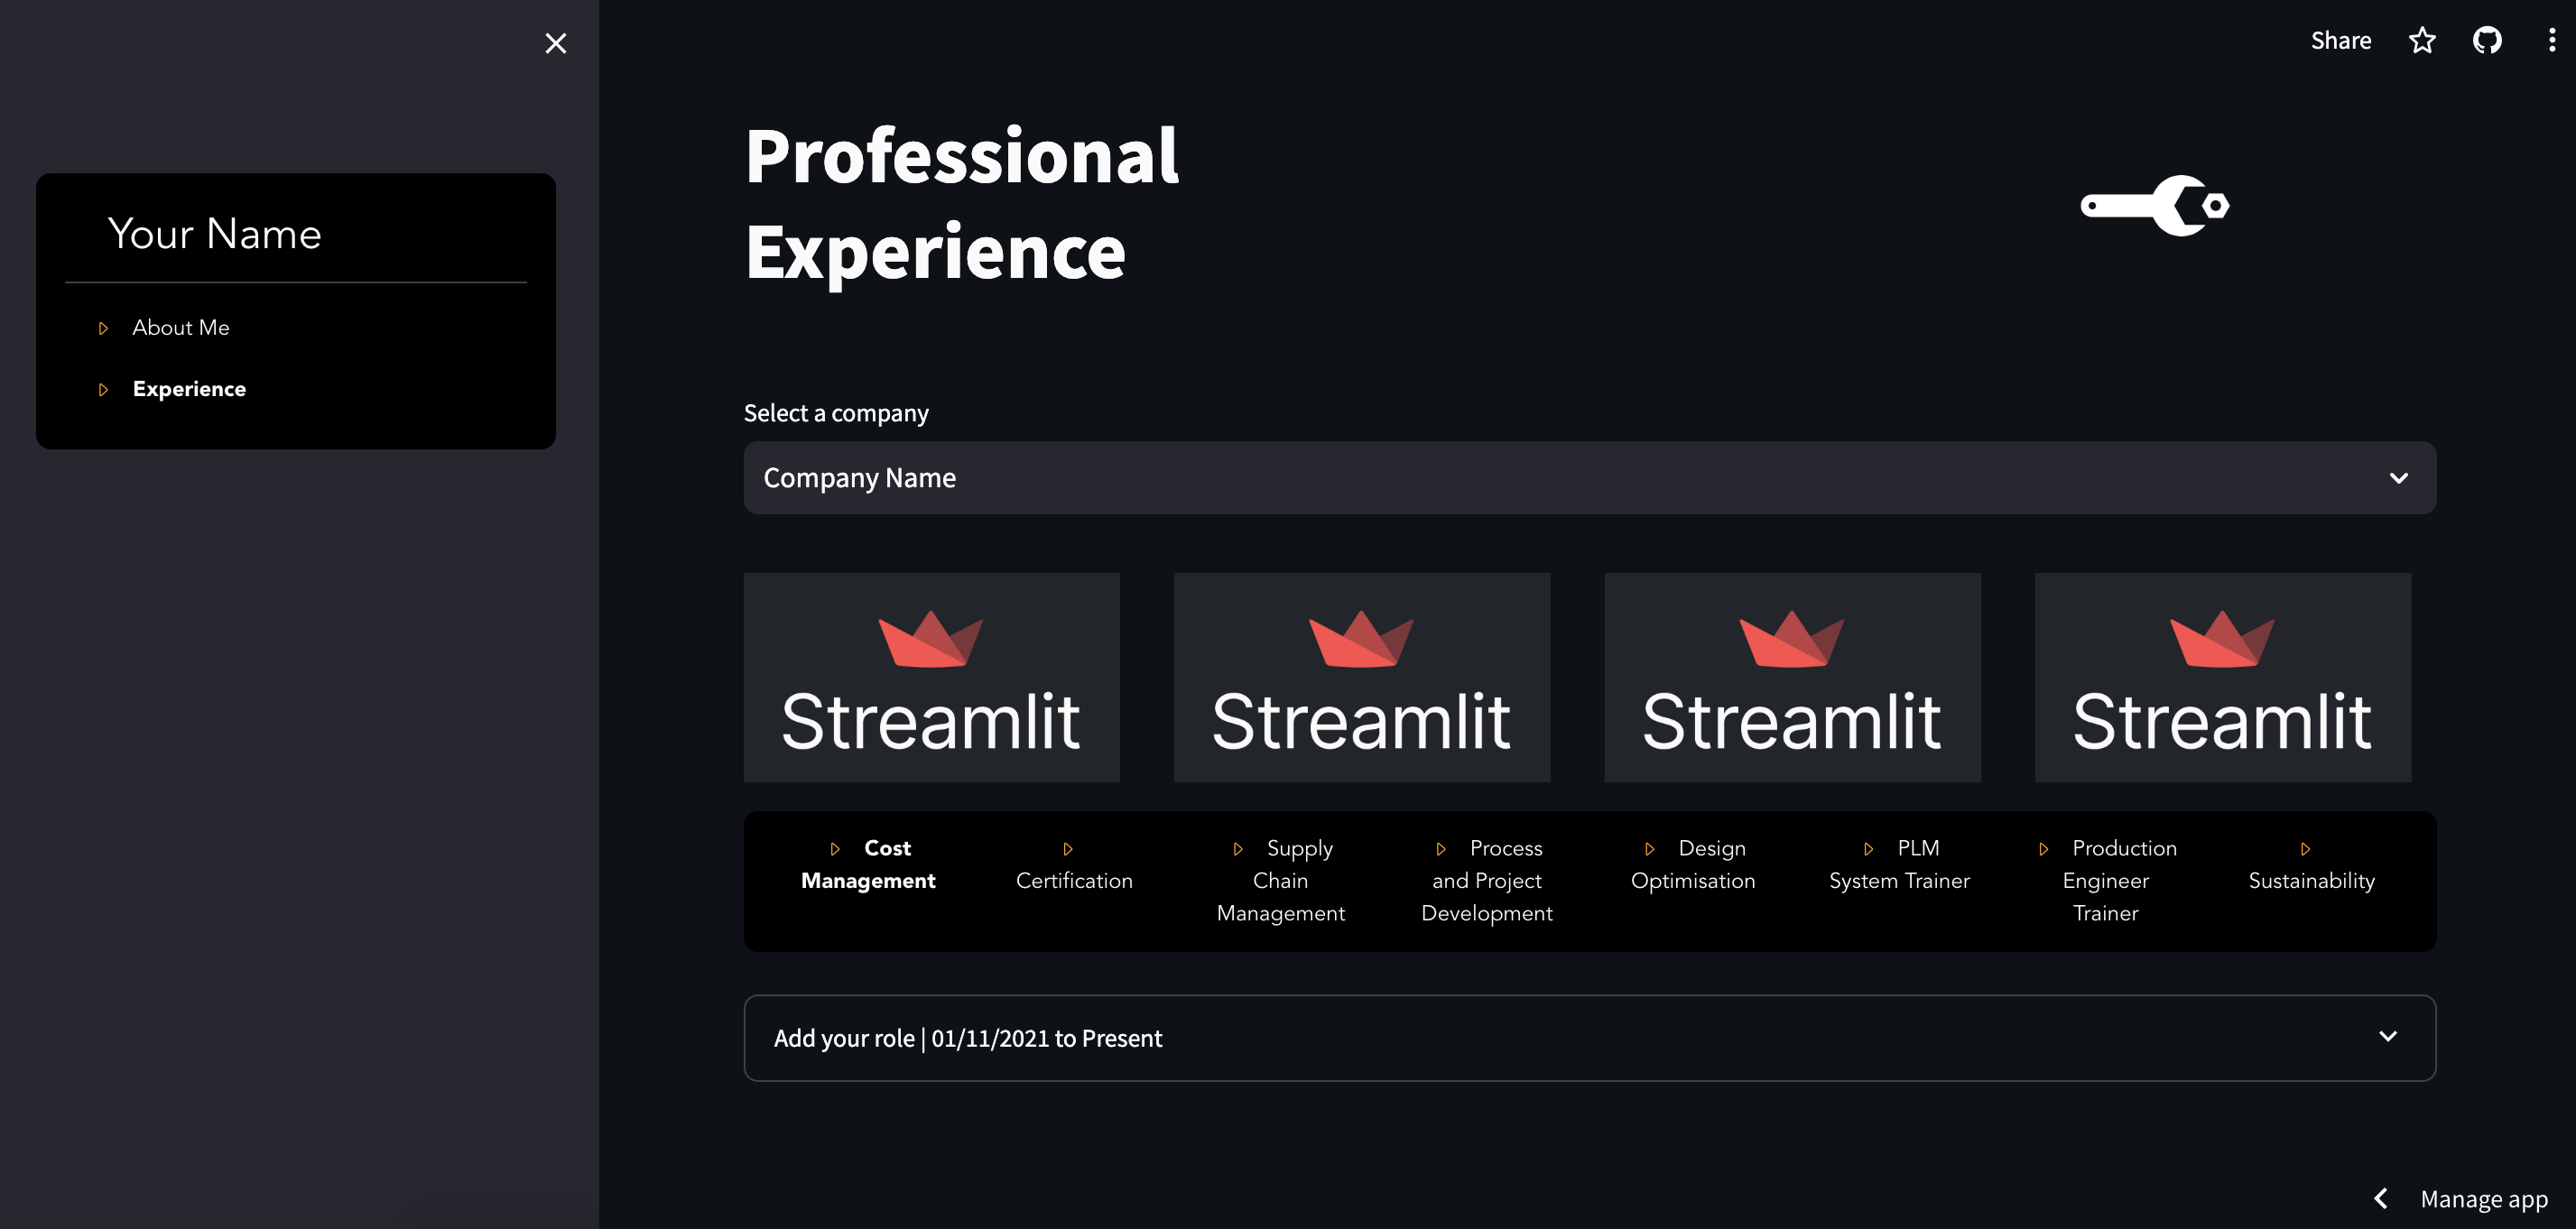 Share
Your Name
About Me
Experience
Professional
Experience
Select a company
Company Name
Streamlit
Streamlit
Streamlit
Streamlit
Cost
Management
Certification
Supply
Chain
Management
Process
and Project
Development
Design
Optimisation
PLM
System Trainer
Production
Engineer
Trainer
Sustainability
Add your role | 01/11/2021 to Present
Manage app